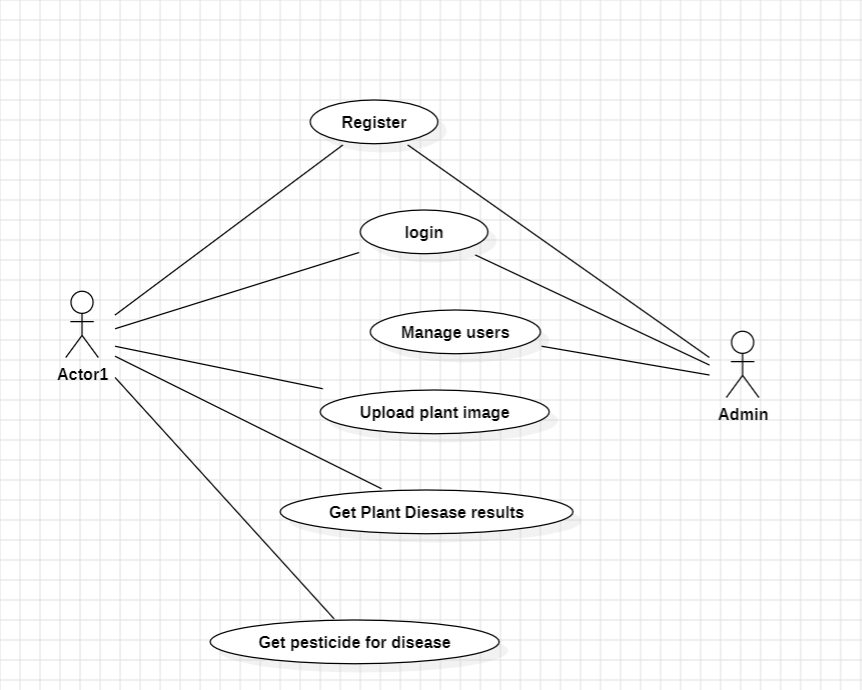 Register
login
Manage users
Actor1
Upload plant image
Admin
Get Plant Diesase results
Get pesticide for disease